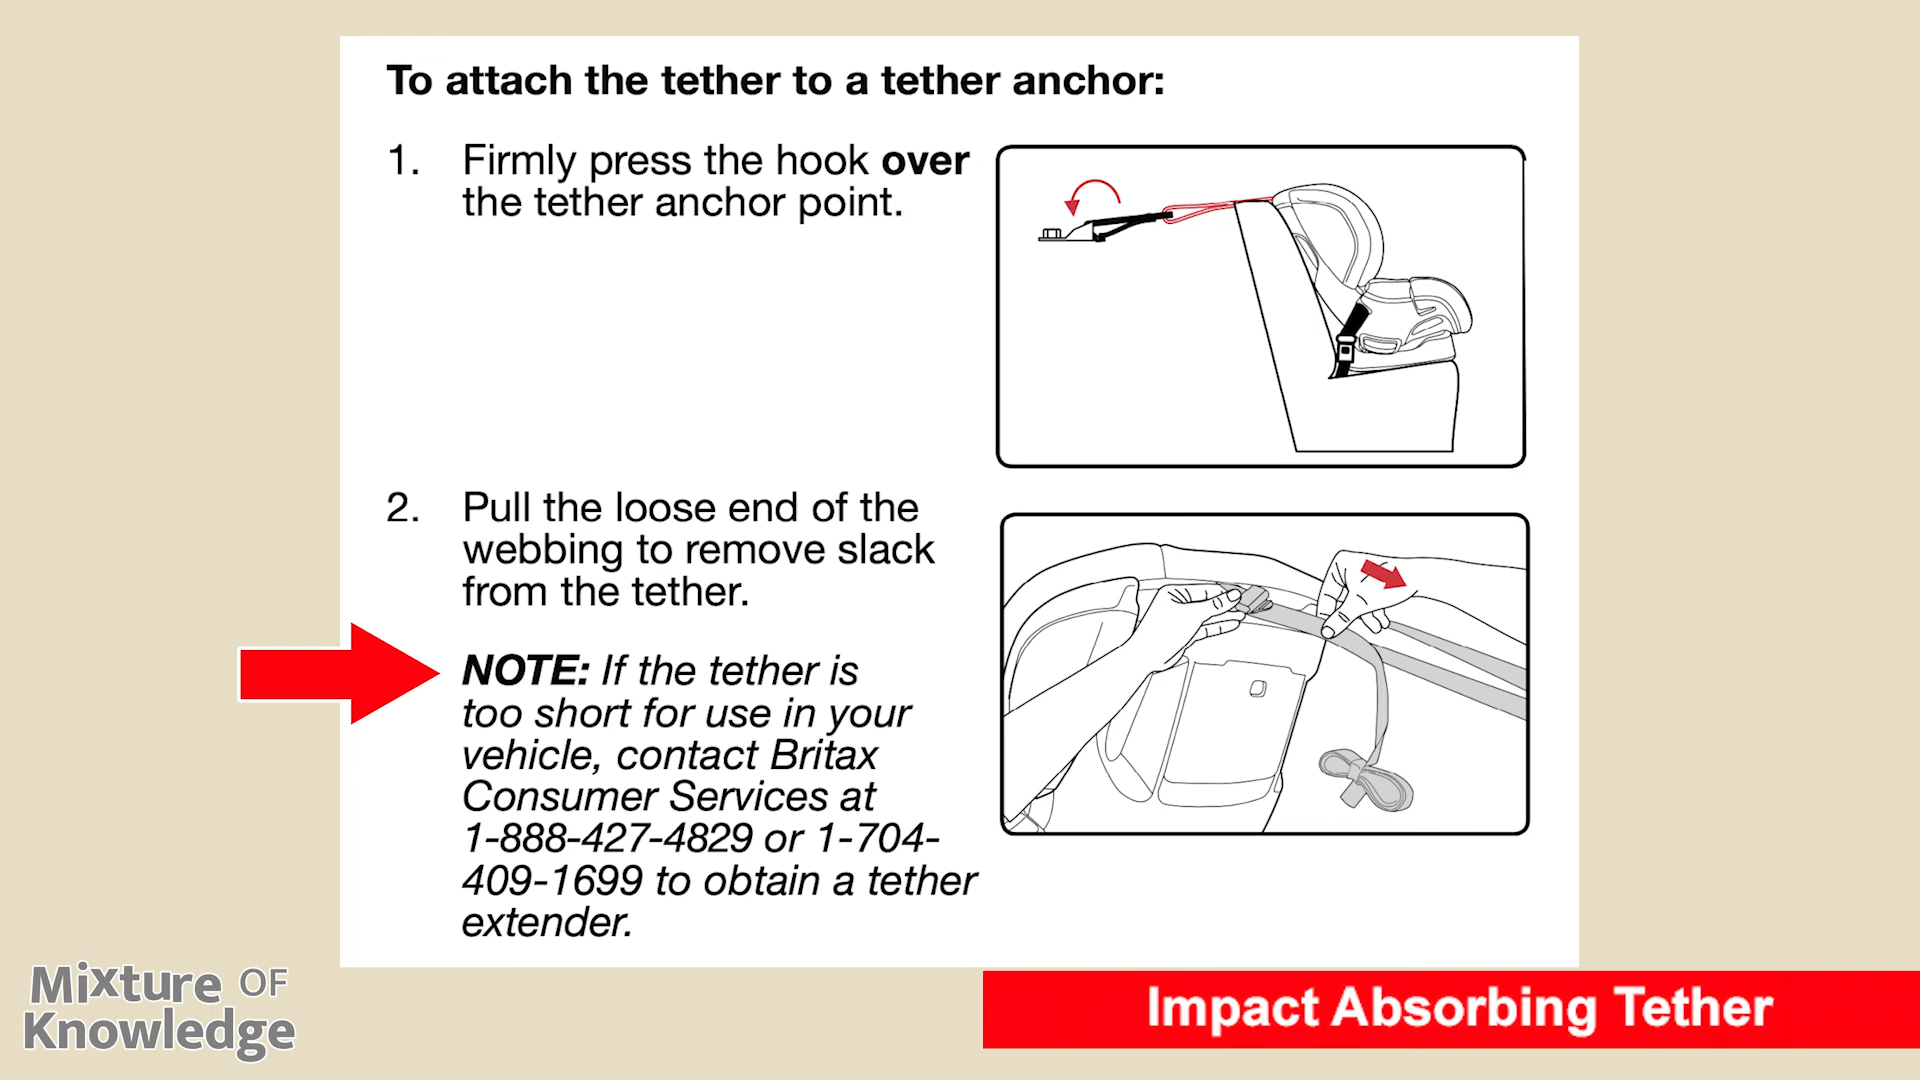 To attach the tether to a tether anchor:
1. Firmly press the hook over
the tether anchor point.
2. Pull the loose end of the
webbing to remove slack
from the tether.
NOTE: If the tether is
too short for use in your
vehicle, contact Britax
Consumer Services at
1-888-427-4829 or 1-704-
409-1699 to obtain a tether
extender.
Mixture OF
Knowledge
Impact Absorbing Tether